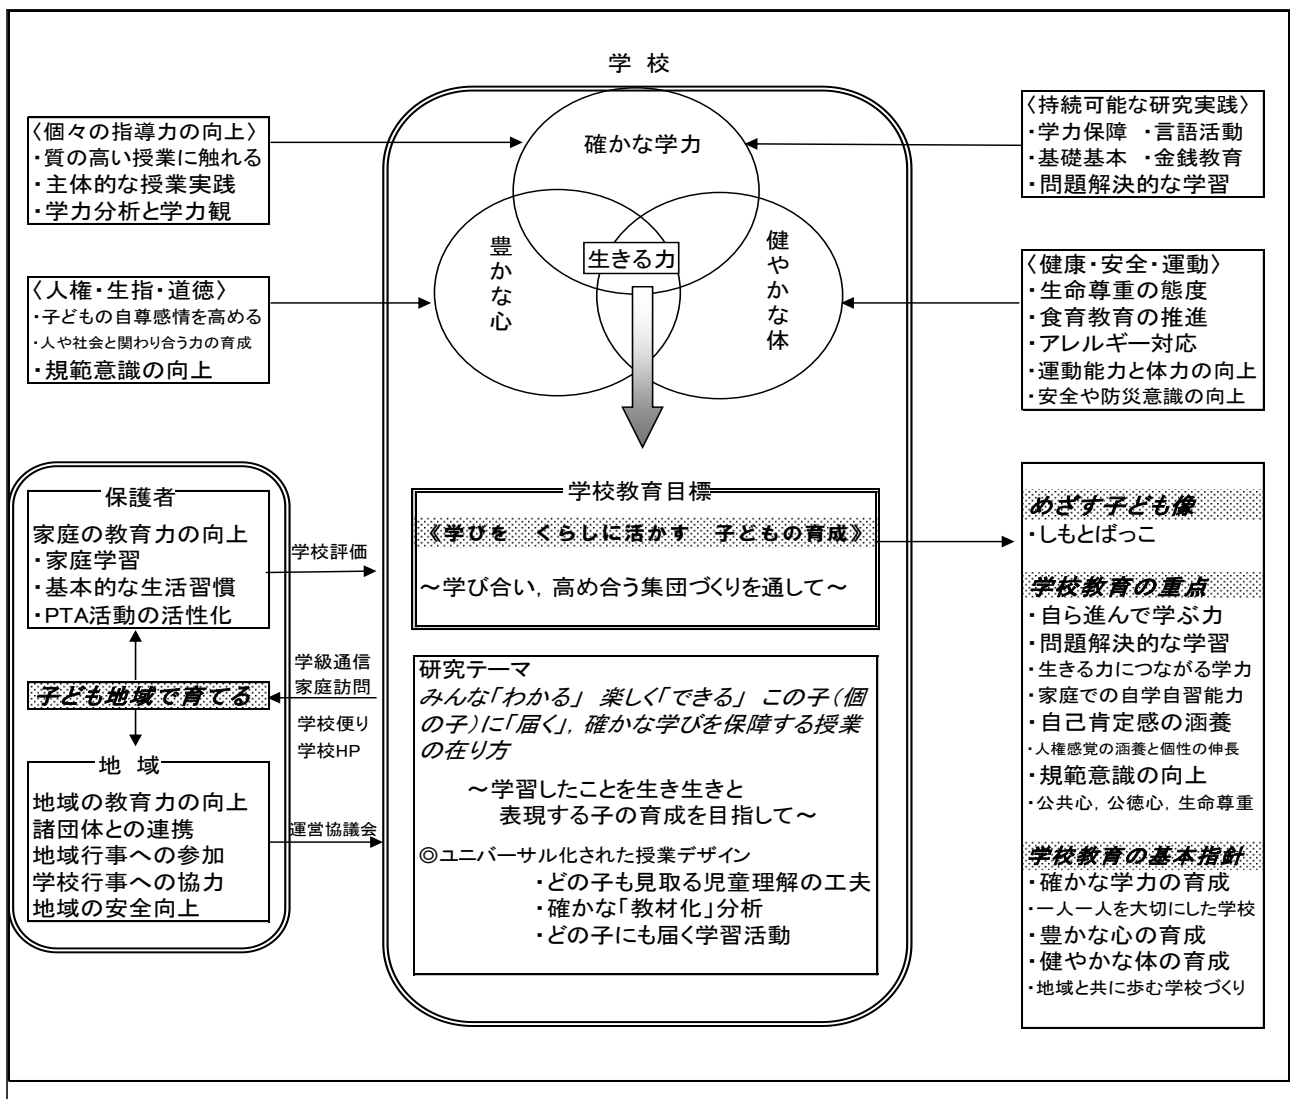 学 校
確かな学力
豊かな心
健やかな体
生きる力
〈個々の指導力の向上〉
・質の高い授業に触れる
・主体的な授業実践
・学力分析と学力観
〈人権・生指・道徳〉
・子どもの自尊感情を高める
・人や社会と関わり合う力の育成
・規範意識の向上
〈持続可能な研究実践〉
・学力保障 ・言語活動
・基礎基本 ・金銭教育
・問題解決的な学習
〈健康・安全・運動〉
・生命尊重の態度
・食育教育の推進
・アレルギー対応
・運動能力と体力の向上
・安全や防災意識の向上
保護者
家庭の教育力の向上
・家庭学習
・基本的な生活習慣
・PTA活動の活性化
子ども地域で育てる
地 域
地域の教育力の向上
諸団体との連携
地域行事への参加
学校行事への協力
地域の安全向上
学校評価
学級通信
家庭訪問
学校便り
学校HP
運営協議会
学校教育目標
《学びを くらしに活かす 子どもの育成》
～学び合い，高め合う集団づくりを通して～
研究テーマ
みんな「わかる」 楽しく「できる」 この子（個
の子）に「届く」，確かな学びを保障する授業
の在り方
～学習したことを生き生きと
表現する子の育成を目指して～
◎ユニバーサル化された授業デザイン
・どの子も見取る児童理解の工夫
・確かな「教材化」分析
・どの子にも届く学習活動
めざす子ども像
・しもとばっこ
学校教育の重点
・自ら進んで学ぶ力
・問題解決的な学習
・生きる力につながる学力
・家庭での自学自習能力
・自己肯定感の涵養
・人権感覚の涵養と個性の伸長
・規範意識の向上
・公共心，公徳心，生命尊重
学校教育の基本指針
・確かな学力の育成
・一人一人を大切にした学校
・豊かな心の育成
・健やかな体の育成
・地域と共に歩む学校づくり